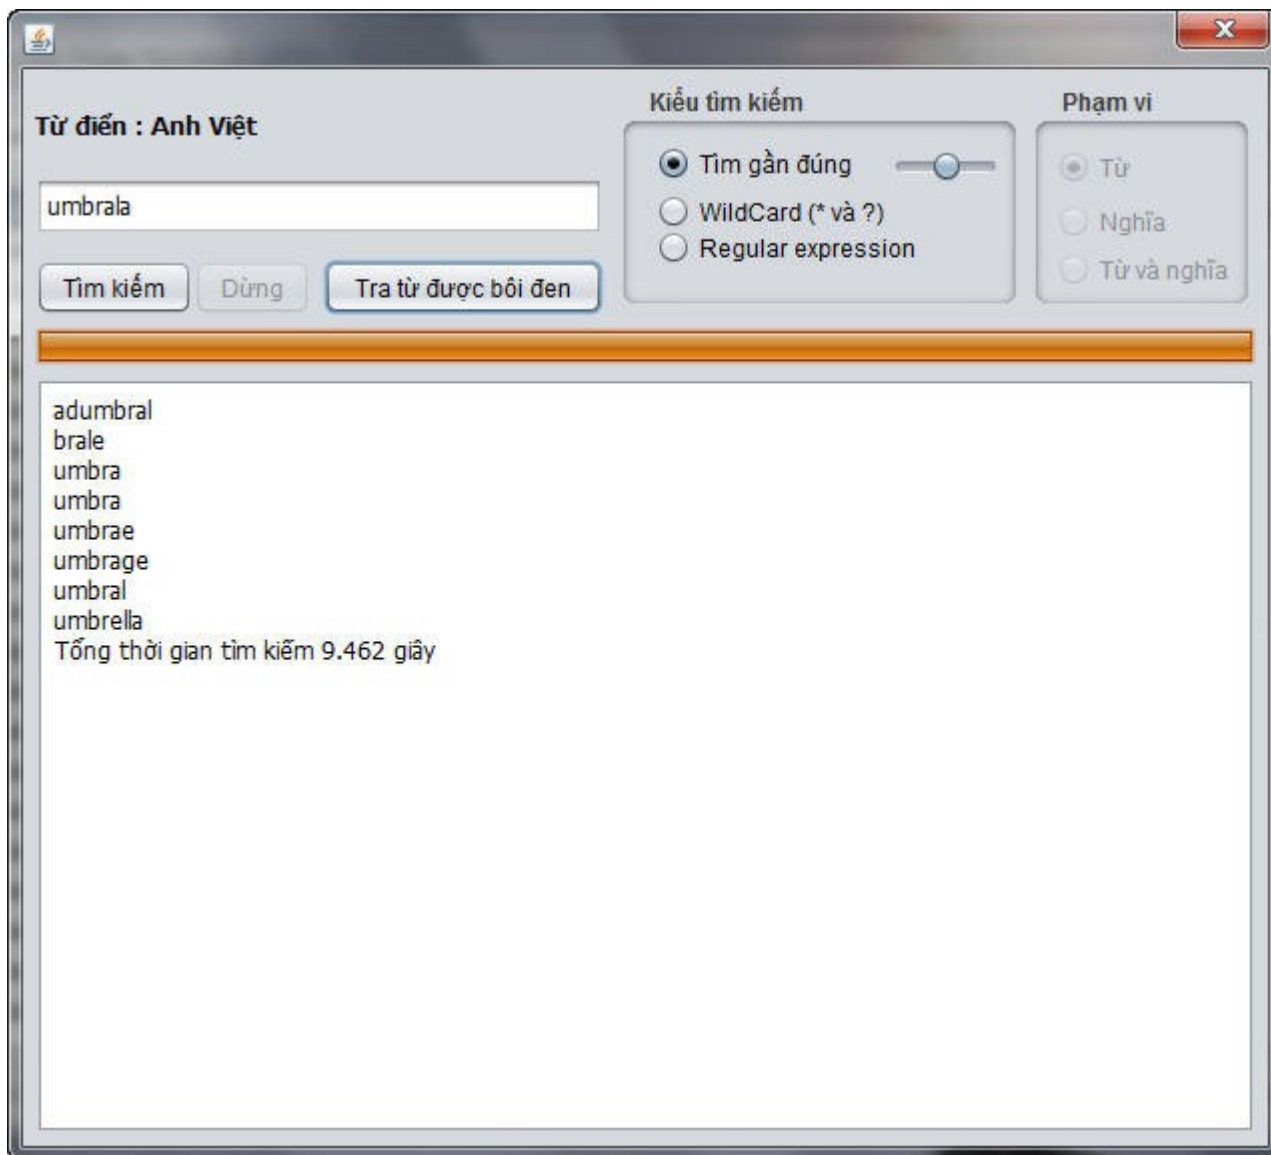 Từ điển : Anh Việt
umbrala
Tìm kiếm
Dừng
Tra từ được bôi đen
Kiểu tìm kiếm
Tìm gần đúng
WildCard (* và ?)
Regular expression
Phạm vi
Từ
Nghĩa
Từ và nghĩa
adumbral
brale
umbra
umbra
umbrae
umbrage
umbral
umbrella
Tổng thời gian tìm kiếm 9.462 giây